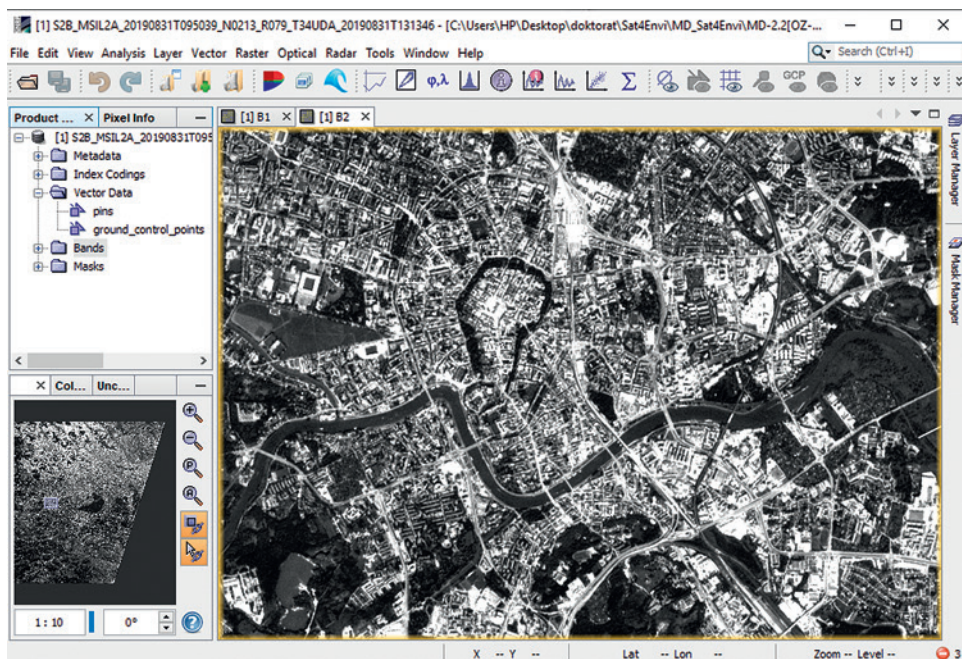 [1] S2B_MSIL2A_20190831T095039_N0213_R079_T34UDA_20190831T131346 - [C:\Users\HP\Desktop\doktorat\Sat4Envi\MD_Sat4Envi\MD-2.2[OZ-...
File Edit View Analysis Layer Vector Raster Optical Radar Tools Window Help
Search (Ctrl+I)
φ,λ Σ GCP
Product ... Pixel Info
[1] B1 [1] B2
[1] S2B_MSIL2A_20190831T095
Metadata
Index Codings
Vector Data
pins
ground_control_points
Bands
Masks
Layer Manager
Mask Manager
Col... Unc...
1 : 10 0°
X -- Y -- Lat -- Lon -- Zoom -- Level -- 3